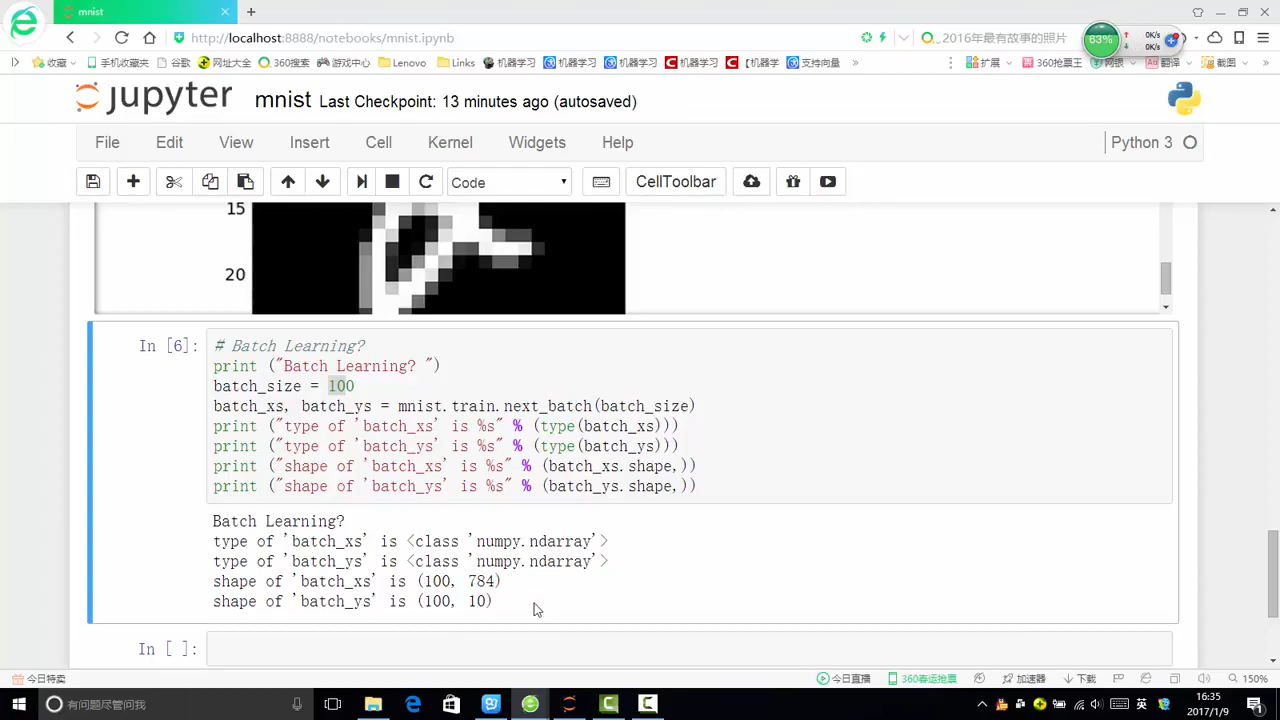 mnist
http://localhost:8888/notebooks/mnist.ipynb
2016年最有故事的照片
63%
0K/s
0K/s
收藏 手机收藏夹 谷歌 网址大全 360搜索 游戏中心 Lenovo Links 机器学习 机器学习 机器学习 机器学习 【机器学 支持向量 » 扩展 360抢票王 网银 翻译 截图 »
jupyter mnist Last Checkpoint: 13 minutes ago (autosaved)
File Edit View Insert Cell Kernel Widgets Help Python 3
Code CellToolbar
15
20
In [6]:
# Batch Learning?
print ("Batch Learning? ")
batch_size = 100
batch_xs, batch_ys = mnist.train.next_batch(batch_size)
print ("type of 'batch_xs' is %s" % (type(batch_xs)))
print ("type of 'batch_ys' is %s" % (type(batch_ys)))
print ("shape of 'batch_xs' is %s" % (batch_xs.shape,))
print ("shape of 'batch_ys' is %s" % (batch_ys.shape,))
Batch Learning?
type of 'batch_xs' is <class 'numpy.ndarray'>
type of 'batch_ys' is <class 'numpy.ndarray'>
shape of 'batch_xs' is (100, 784)
shape of 'batch_ys' is (100, 10)
In [ ]:
今日特卖 今日直播 360春运抢票 加速器 下载 150%
有问题尽管问我 英 16:35
2017/1/9